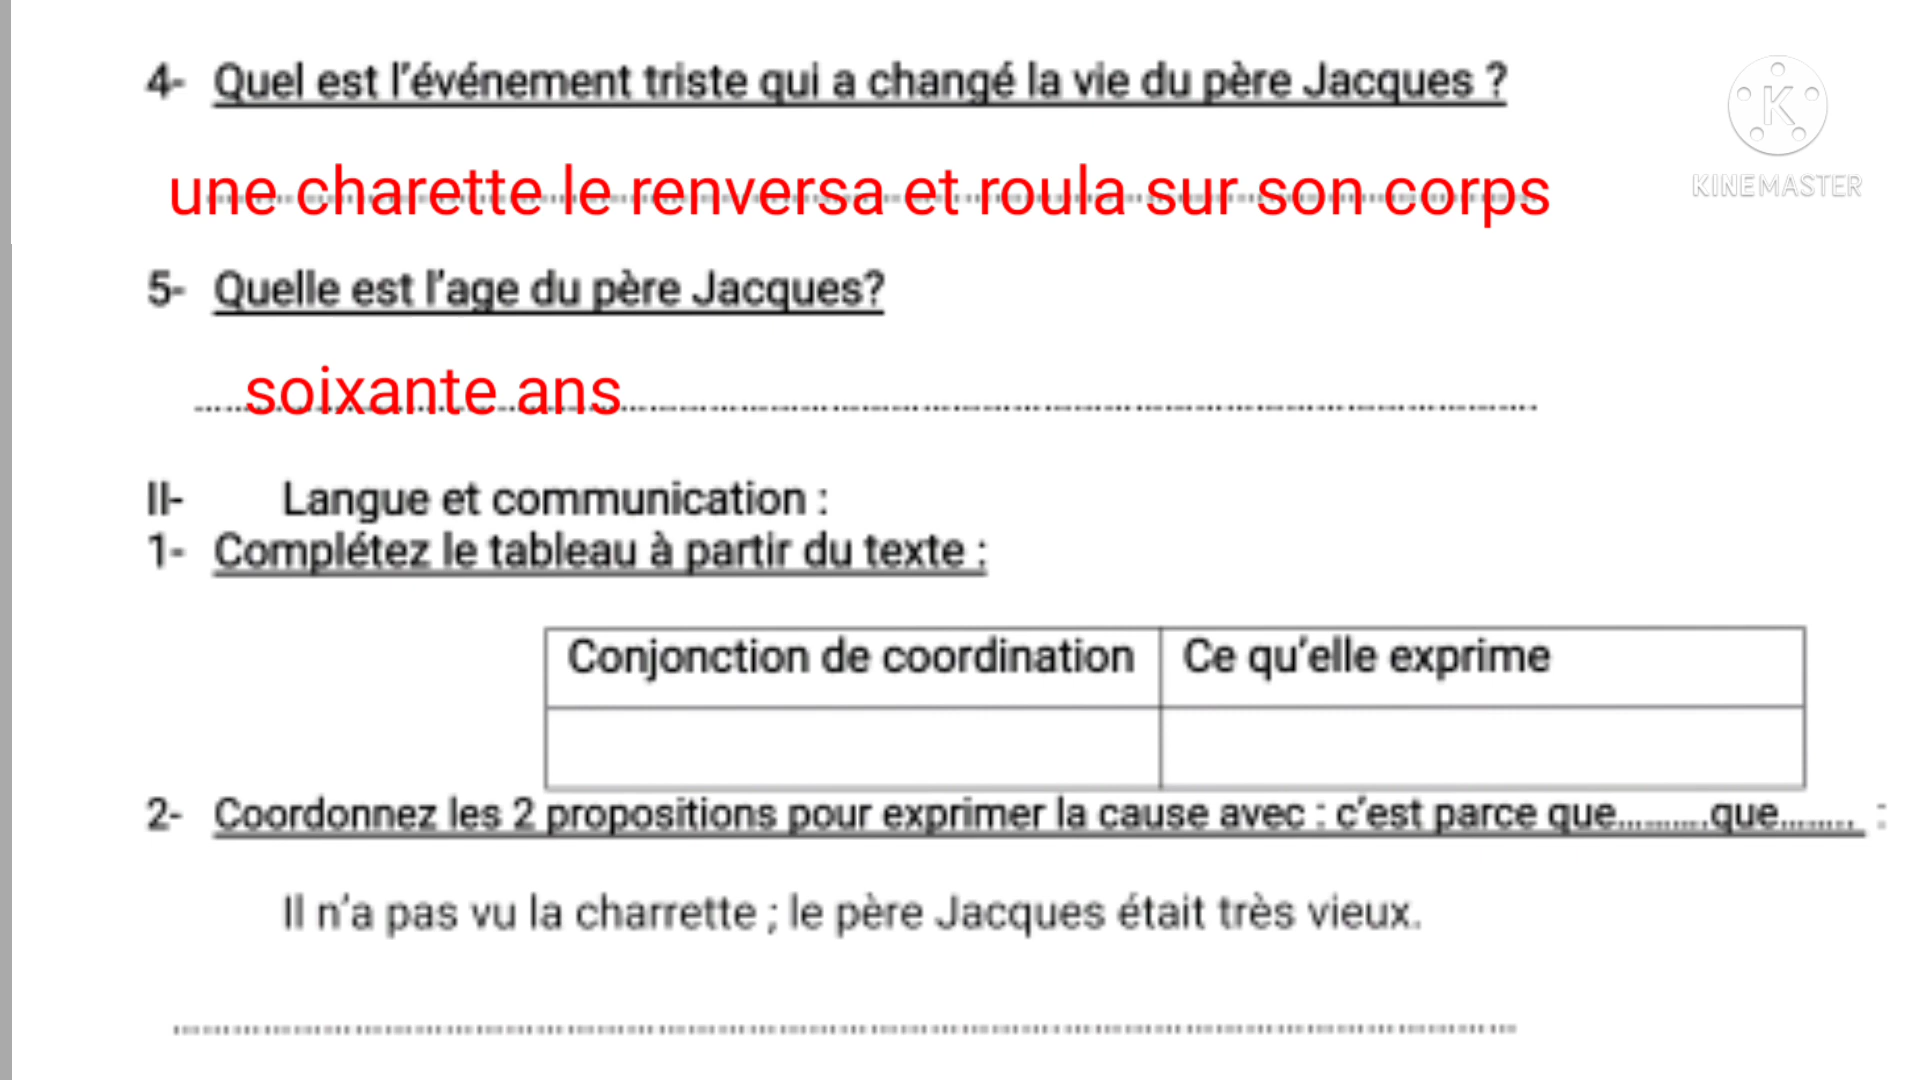 4- Quel est l'événement triste qui a changé la vie du père Jacques ?
KINEMASTER
une charette le renversa et roula sur son corps
5- Quelle est l'age du père Jacques?
soixante ans
II- Langue et communication :
1- Complétez le tableau à partir du texte :
Conjonction de coordination Ce qu'elle exprime
2- Coordonnez les 2 propositions pour exprimer la cause avec : c'est parce que..........que........ :
Il n'a pas vu la charrette ; le père Jacques était très vieux.